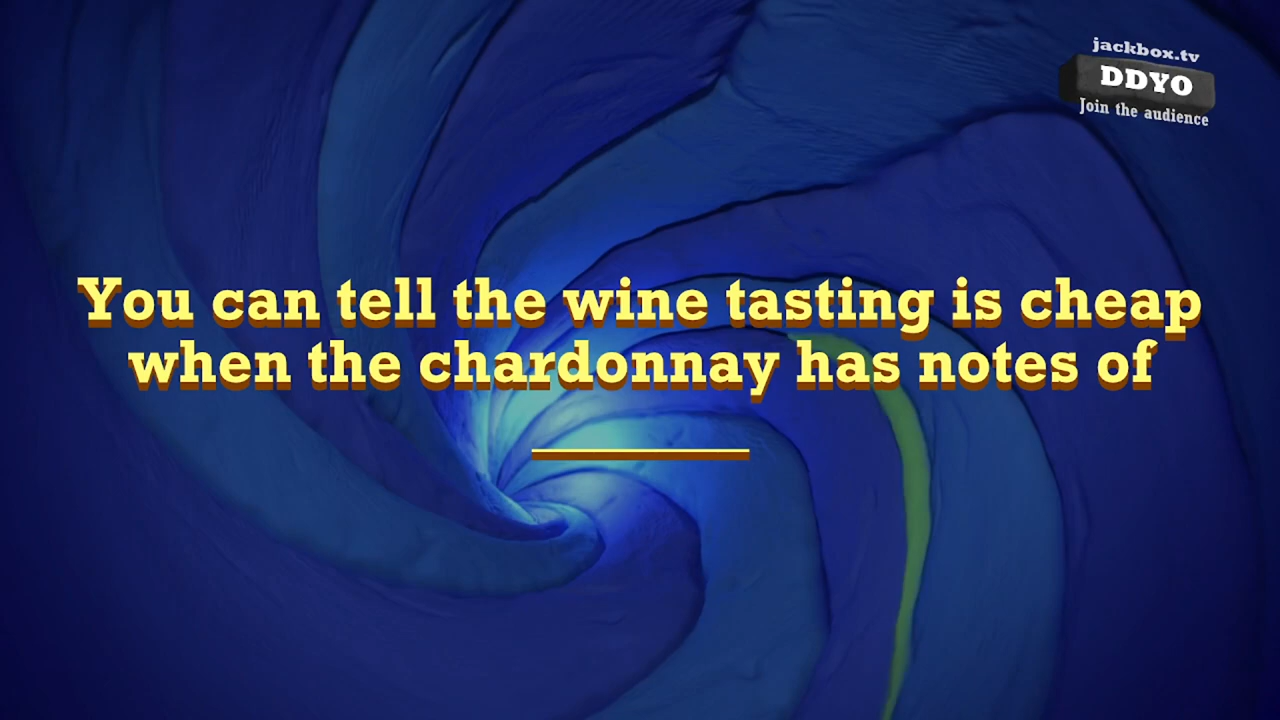 jackbox.tv
DDYO
Join the audience
You can tell the wine tasting is cheap
when the chardonnay has notes of